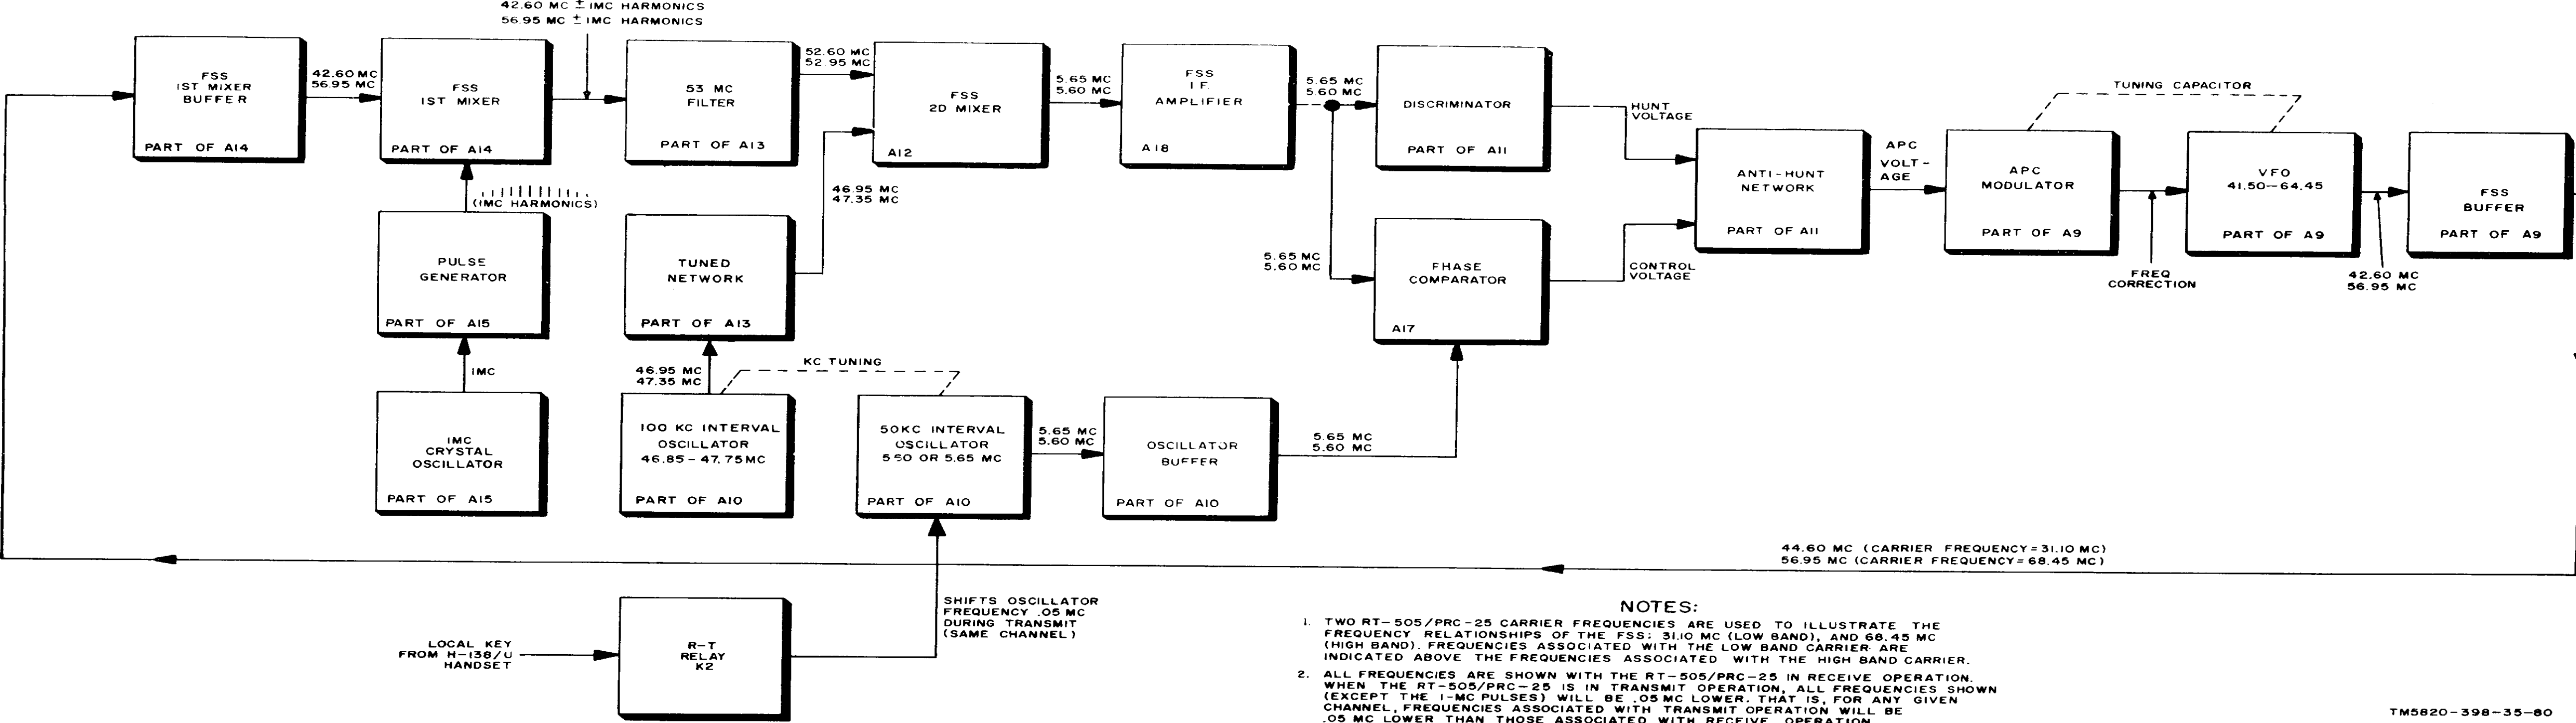 42.60 MC ± IMC HARMONICS
56.95 MC ± IMC HARMONICS
FSS
IST MIXER
BUFFER
PART OF A14
42.60 MC
56.95 MC
FSS
IST MIXER
PART OF A14
53 MC
FILTER
PART OF A13
52.60 MC
52.95 MC
FSS
2D MIXER
A12
5.65 MC
5.60 MC
FSS
I F.
AMPLIFIER
A18
5.65 MC
5.60 MC
DISCRIMINATOR
PART OF A11
HUNT
VOLTAGE
ANTI-HUNT
NETWORK
PART OF A11
APC
VOLT-
AGE
TUNING CAPACITOR
APC
MODULATOR
PART OF A9
FREQ
CORRECTION
VFO
41.50-64.45
PART OF A9
42.60 MC
56.95 MC
FSS
BUFFER
PART OF A9
(IMC HARMONICS)
PULSE
GENERATOR
PART OF A15
TUNED
NETWORK
PART OF A13
46.95 MC
47.35 MC
5.65 MC
5.60 MC
FHASE
COMPARATOR
A17
CONTROL
VOLTAGE
IMC
46.95 MC
47.35 MC
KC TUNING
IMC
CRYSTAL
OSCILLATOR
PART OF A15
100 KC INTERVAL
OSCILLATOR
46.85-47.75MC
PART OF A10
50KC INTERVAL
OSCILLATOR
5.50 OR 5.65 MC
PART OF A10
5.65 MC
5.60 MC
OSCILLATOR
BUFFER
PART OF A10
5.65 MC
5.60 MC
44.60 MC (CARRIER FREQUENCY=31.10 MC)
56.95 MC (CARRIER FREQUENCY=68.45 MC)
LOCAL KEY
FROM H-138/U
HANDSET
R-T
RELAY
K2
SHIFTS OSCILLATOR
FREQUENCY .05 MC
DURING TRANSMIT
(SAME CHANNEL)
NOTES:
1. TWO RT-505/PRC-25 CARRIER FREQUENCIES ARE USED TO ILLUSTRATE THE
FREQUENCY RELATIONSHIPS OF THE FSS: 31.10 MC (LOW BAND), AND 68.45 MC
(HIGH BAND). FREQUENCIES ASSOCIATED WITH THE LOW BAND CARRIER ARE
INDICATED ABOVE THE FREQUENCIES ASSOCIATED WITH THE HIGH BAND CARRIER.
2. ALL FREQUENCIES ARE SHOWN WITH THE RT-505/PRC-25 IN RECEIVE OPERATION.
WHEN THE RT-505/PRC-25 IS IN TRANSMIT OPERATION, ALL FREQUENCIES SHOWN
(EXCEPT THE 1-MC PULSES) WILL BE .05 MC LOWER. THAT IS, FOR ANY GIVEN
CHANNEL, FREQUENCIES ASSOCIATED WITH TRANSMIT OPERATION WILL BE
.05 MC LOWER THAN THOSE ASSOCIATED WITH RECEIVE OPERATION.
TM5820-398-35-80